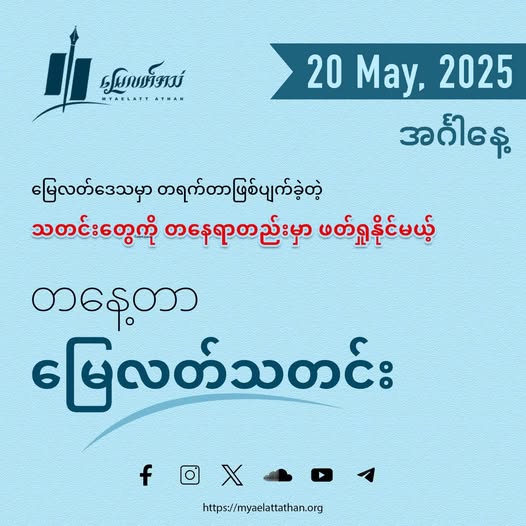 မြေလတ်အသံ
MYAELATT ATHAN
20 May, 2025
အင်္ဂါနေ့
မြေလတ်ဒေသမှာ တရက်တာဖြစ်ပျက်ခဲ့တဲ့
သတင်းတွေကို တနေရာတည်းမှာ ဖတ်ရှုနိုင်မယ့်
တနေ့တာ
မြေလတ်သတင်း
https://myaelattathan.org